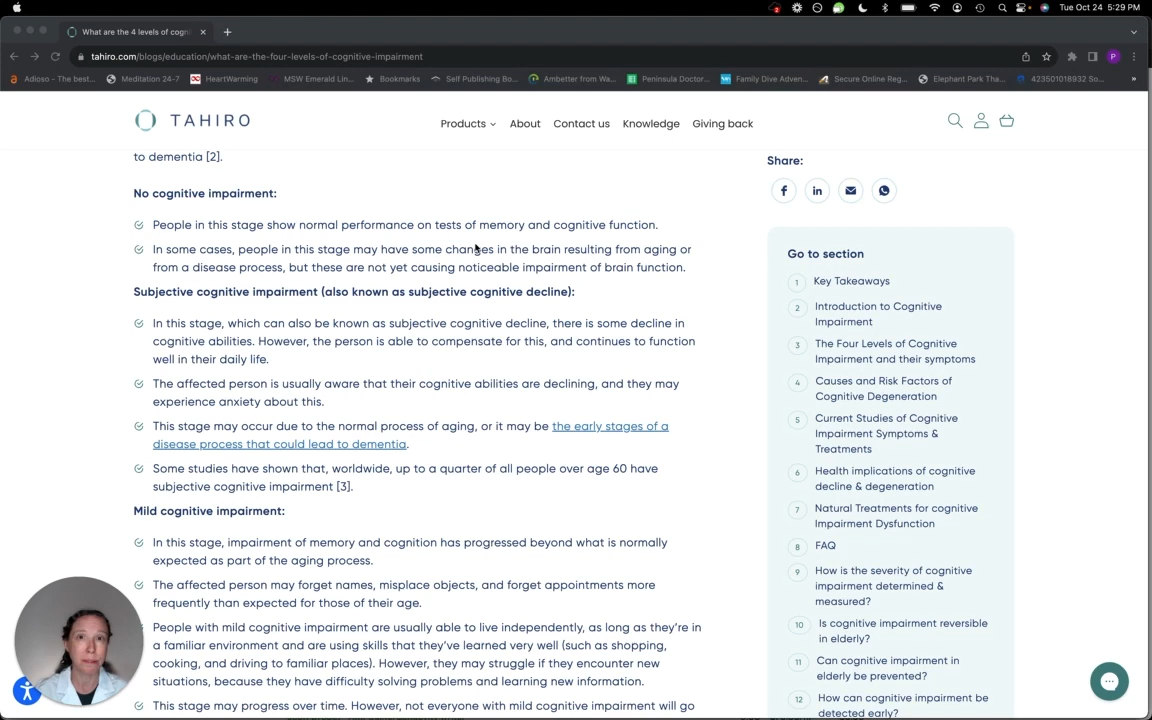 Tue Oct 24 5:29 PM
What are the 4 levels of cogni
tahiro.com/blogs/education/what-are-the-four-levels-of-cognitive-impairment
P
Adioso - The best...
Meditation 24-7
HeartWarming
MSW Emerald Lin...
Bookmarks
Self Publishing Bo...
Ambetter from Wa...
Peninsula Doctor...
Family Dive Adven...
Secure Online Reg...
Elephant Park Tha...
423501018932 So...
»
TAHIRO
Products
About
Contact us
Knowledge
Giving back
to dementia [2].
No cognitive impairment:
People in this stage show normal performance on tests of memory and cognitive function.
In some cases, people in this stage may have some changes in the brain resulting from aging or
from a disease process, but these are not yet causing noticeable impairment of brain function.
Subjective cognitive impairment (also known as subjective cognitive decline):
In this stage, which can also be known as subjective cognitive decline, there is some decline in
cognitive abilities. However, the person is able to compensate for this, and continues to function
well in their daily life.
The affected person is usually aware that their cognitive abilities are declining, and they may
experience anxiety about this.
This stage may occur due to the normal process of aging, or it may be the early stages of a
disease process that could lead to dementia.
Some studies have shown that, worldwide, up to a quarter of all people over age 60 have
subjective cognitive impairment [3].
Mild cognitive impairment:
In this stage, impairment of memory and cognition has progressed beyond what is normally
expected as part of the aging process.
The affected person may forget names, misplace objects, and forget appointments more
frequently than expected for those of their age.
People with mild cognitive impairment are usually able to live independently, as long as they're in
a familiar environment and are using skills that they've learned very well (such as shopping,
cooking, and driving to familiar places). However, they may struggle if they encounter new
situations, because they have difficulty solving problems and learning new information.
This stage may progress over time. However, not everyone with mild cognitive impairment will go
Share:
Go to section
1 Key Takeaways
2 Introduction to Cognitive
Impairment
3 The Four Levels of Cognitive
Impairment and their symptoms
4 Causes and Risk Factors of
Cognitive Degeneration
5 Current Studies of Cognitive
Impairment Symptoms &
Treatments
6 Health implications of cognitive
decline & degeneration
7 Natural Treatments for cognitive
Impairment Dysfunction
8 FAQ
9 How is the severity of cognitive
impairment determined &
measured?
10 Is cognitive impairment reversible
in elderly?
11 Can cognitive impairment in
elderly be prevented?
12 How can cognitive impairment be
detected early?